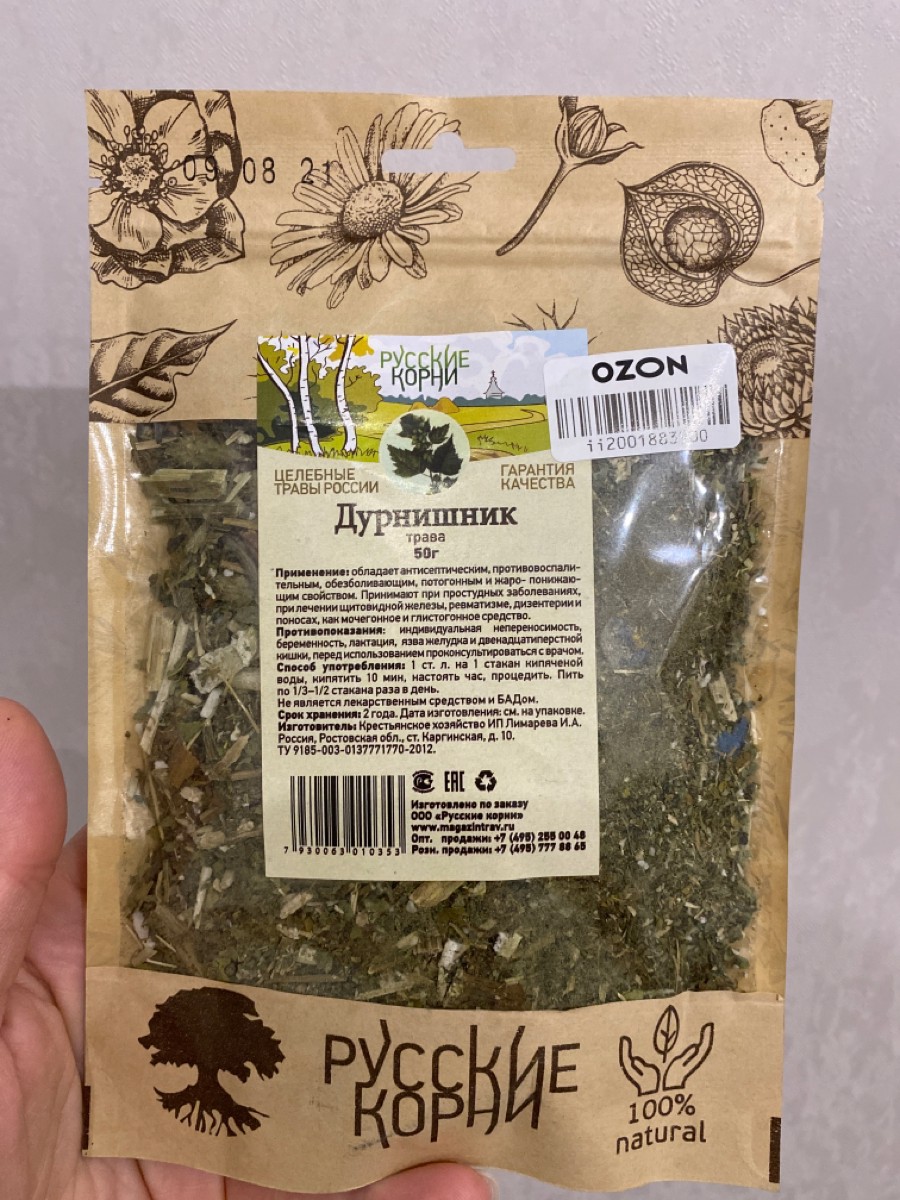 09 08 21
РУССКИЕ
КОРНИ
OZON
ЦЕЛЕБНЫЕ
ТРАВЫ РОССИИ
ГАРАНТИЯ
КАЧЕСТВА
Дурнишник
трава
50г
Применение: обладает антисептическим, противовоспали-
тельным, обезболивающим, потогонным и жаро- понижаю-
щим свойством. Принимают при простудных заболеваниях,
при лечении щитовидной железы, ревматизме, дизентерии и
поносах, как мочегонное и глистогонное средство.
Противопоказания: индивидуальная непереносимость,
беременность, лактация, язва желудка и двенадцатиперстной
кишки, перед использованием проконсультироваться с врачом.
Способ употребления: 1 ст. л. на 1 стакан кипяченой
воды, кипятить 10 мин, настоять час, процедить. Пить
по 1/3–1/2 стакана раза в день.
Не является лекарственным средством и БАДом.
Срок хранения: 2 года. Дата изготовления: см. на упаковке.
Изготовитель: Крестьянское хозяйство ИП Лимарева И.А.
Россия, Ростовская обл., ст. Каргинская, д. 10.
ТУ 9185-003-0137771770-2012.
EAC
Изготовлено по заказу
ООО «Русские корни»
www.magazintrav.ru
Опт. продажи: +7 (495) 255 00 48
Розн. продажи: +7 (495) 777 88 65
7 930063 010353
РУССКИЕ
КОРНИ
100%
natural